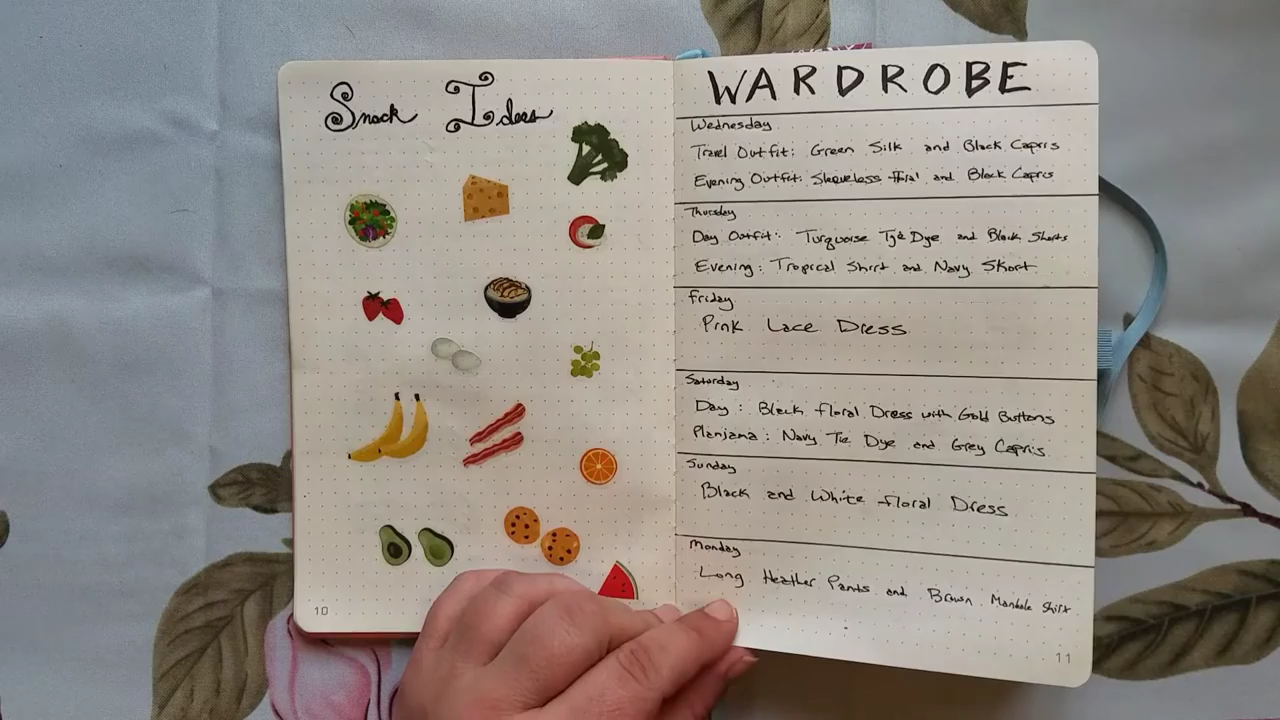 Snack Ideas
10
WARDROBE
Wednesday
Travel Outfit: Green Silk and Black Capris
Evening Outfit: Sleeveless floral and Black Capris
Thursday
Day Outfit: Turquoise Tye Dye and Black Shorts
Evening: Tropical Shirt and Navy Skort
Friday
Pink Lace Dress
Saturday
Day: Black floral Dress with Gold Buttons
Planjama: Navy Tie Dye and Grey Capris
Sunday
Black and White floral Dress
Monday
Long Heather Pants and Brown Shirt
11